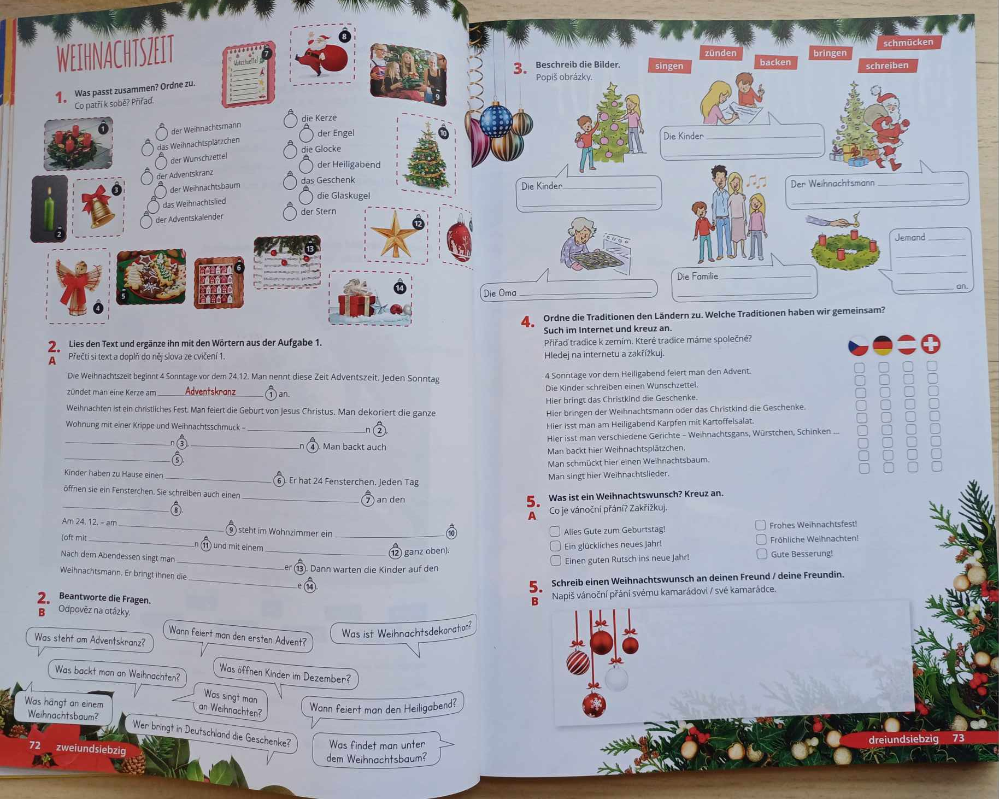 WEIHNACHTSZEIT
1. Was passt zusammen? Ordne zu.
Co patří k sobě? Přiřaď.
Wunschzettel
7
8
9
1
10
3
2
12
13
6
5
4
14
der Weihnachtsmann
das Weihnachtsplätzchen
der Wunschzettel
der Adventskranz
der Weihnachtsbaum
das Weihnachtslied
der Adventskalender
die Kerze
der Engel
die Glocke
der Heiligabend
das Geschenk
die Glaskugel
der Stern
2. Lies den Text und ergänze ihn mit den Wörtern aus der Aufgabe 1.
A Přečti si text a doplň do něj slova ze cvičení 1.
Die Weihnachtszeit beginnt 4 Sonntage vor dem 24.12. Man nennt diese Zeit Adventszeit. Jeden Sonntag
zündet man eine Kerze am Adventskranz 1 an.
Weihnachten ist ein christliches Fest. Man feiert die Geburt von Jesus Christus. Man dekoriert die ganze
Wohnung mit einer Krippe und Weihnachtsschmuck – n 2,
n 3, n 4. Man backt auch
5.
Kinder haben zu Hause einen 6. Er hat 24 Fensterchen. Jeden Tag
öffnen sie ein Fensterchen. Sie schreiben auch einen 7 an den
8.
Am 24. 12. – am 9 steht im Wohnzimmer ein 10
(oft mit n 11 und mit einem 12 ganz oben).
Nach dem Abendessen singt man er 13. Dann warten die Kinder auf den
Weihnachtsmann. Er bringt ihnen die e 14.
2. Beantworte die Fragen.
B Odpověz na otázky.
Was steht am Adventskranz?
Wann feiert man den ersten Advent?
Was ist Weihnachtsdekoration?
Was backt man an Weihnachten?
Was öffnen Kinder im Dezember?
Was hängt an einem
Weihnachtsbaum?
Was singt man
an Weihnachten?
Wann feiert man den Heiligabend?
Wer bringt in Deutschland die Geschenke?
Was findet man unter
dem Weihnachtsbaum?
72 zweiundsiebzig
3. Beschreib die Bilder.
Popiš obrázky.
singen
zünden
backen
bringen
schmücken
schreiben
Die Kinder
Die Kinder
Der Weihnachtsmann
Jemand
an.
Die Oma
Die Familie
4. Ordne die Traditionen den Ländern zu. Welche Traditionen haben wir gemeinsam?
Such im Internet und kreuz an.
Přiřaď tradice k zemím. Které tradice máme společné?
Hledej na internetu a zakřížkuj.
4 Sonntage vor dem Heiligabend feiert man den Advent.
Die Kinder schreiben einen Wunschzettel.
Hier bringt das Christkind die Geschenke.
Hier bringen der Weihnachtsmann oder das Christkind die Geschenke.
Hier isst man am Heiligabend Karpfen mit Kartoffelsalat.
Hier isst man verschiedene Gerichte – Weihnachtsgans, Würstchen, Schinken ...
Man backt hier Weihnachtsplätzchen.
Man schmückt hier einen Weihnachtsbaum.
Man singt hier Weihnachtslieder.
5. Was ist ein Weihnachtswunsch? Kreuz an.
A Co je vánoční přání? Zakřížkuj.
Alles Gute zum Geburtstag!
Ein glückliches neues Jahr!
Einen guten Rutsch ins neue Jahr!
Frohes Weihnachtsfest!
Fröhliche Weihnachten!
Gute Besserung!
5. Schreib einen Weihnachtswunsch an deinen Freund / deine Freundin.
B Napiš vánoční přání svému kamarádovi / své kamarádce.
dreiundsiebzig 73